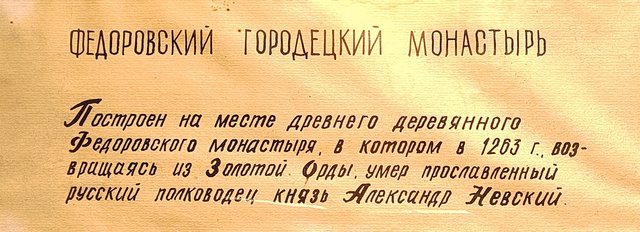 ФЕДОРОВСКИЙ ГОРОДЕЦКИЙ МОНАСТЫРЬ
Построен на месте древнего деревянного
Федоровского монастыря, в котором в 1263 г., воз-
вращаясь из Золотой Орды, умер прославленный
русский полководец князь Александр Невский.